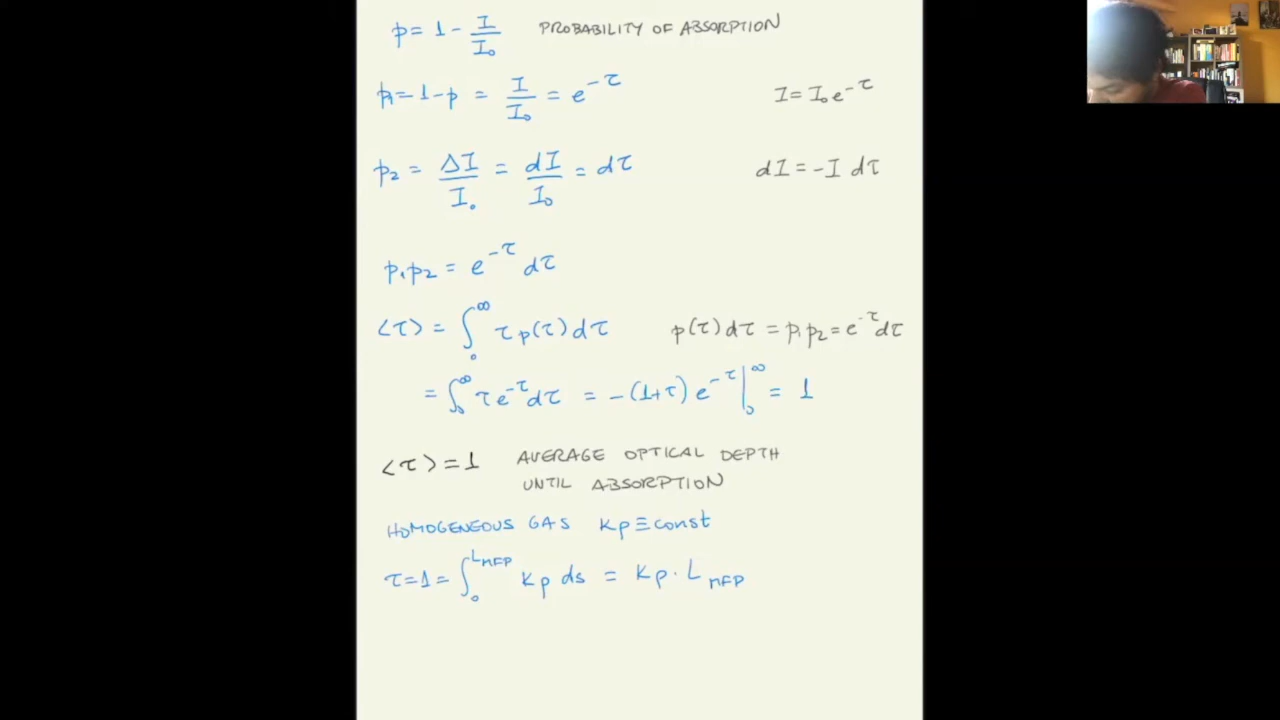 p = 1 - I/I₀ PROBABILITY OF ABSORPTION
p₁ = 1 - p = I/I₀ = e^{-τ} I = I₀ e^{-τ}
p₂ = ΔI/I₀ = dI/I₀ = dτ dI = -I dτ
p₁p₂ = e^{-τ} dτ
⟨τ⟩ = ∫₀^∞ τ p(τ) dτ p(τ) dτ = p₁p₂ = e^{-τ} dτ
= ∫₀^∞ τ e^{-τ} dτ = -(1+τ) e^{-τ} |₀^∞ = 1
⟨τ⟩ = 1 AVERAGE OPTICAL DEPTH
UNTIL ABSORPTION
HOMOGENEOUS GAS κρ ≡ const
τ = 1 = ∫₀^{L_MFP} κρ ds = κρ · L_MFP